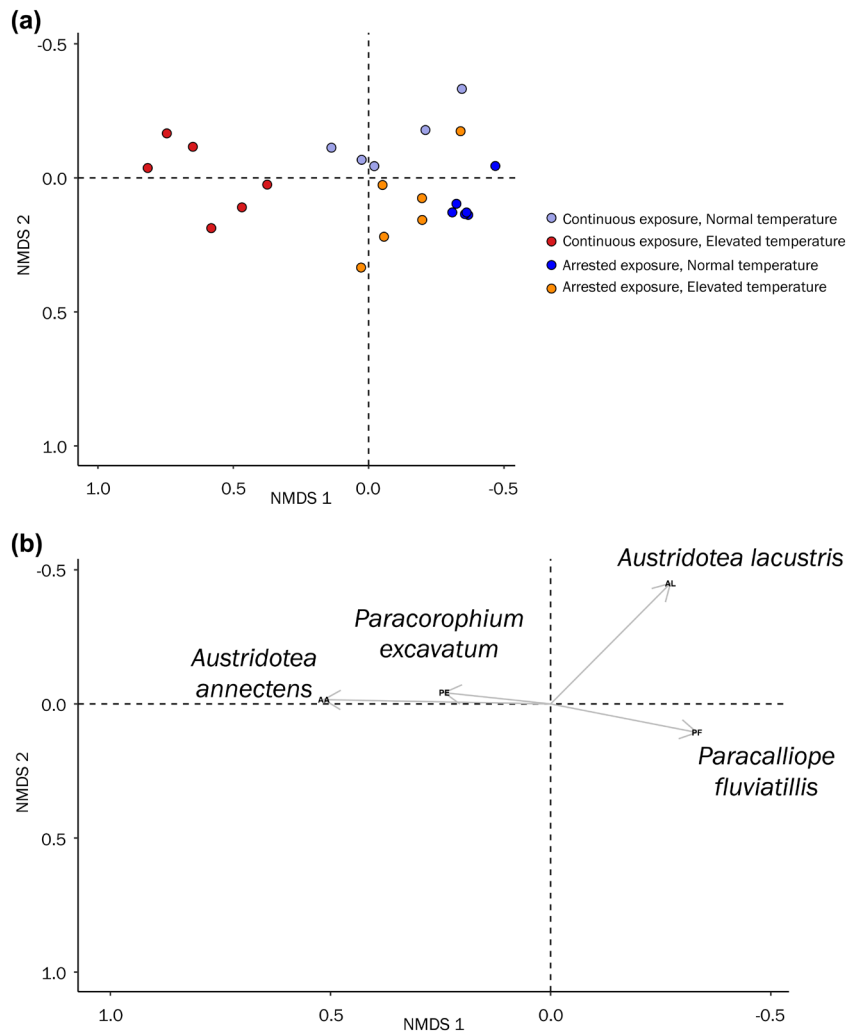 (a)
-0.5
0.0
0.5
1.0
NMDS 2
1.0
0.5
0.0
-0.5
NMDS 1
Continuous exposure, Normal temperature
Continuous exposure, Elevated temperature
Arrested exposure, Normal temperature
Arrested exposure, Elevated temperature
(b)
-0.5
0.0
0.5
1.0
NMDS 2
Austridotea lacustris
AL
Paracorophium
excavatum
PE
Austridotea
annectens
AA
PF
Paracalliope
fluviatillis
1.0
0.5
0.0
-0.5
NMDS 1